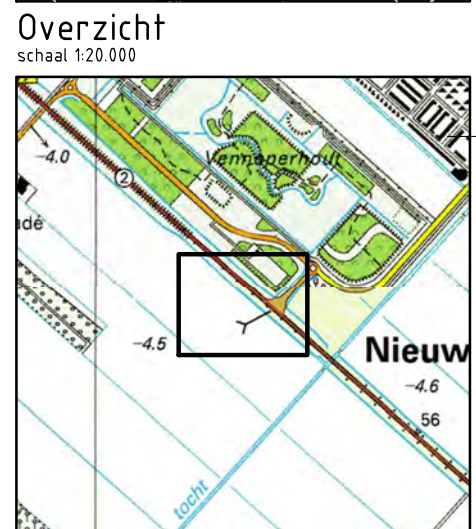 Overzicht
schaal 1:20.000
-4.0
Venneperhout
2
adé
-4.5
Nieuw
-4.6
56
tocht